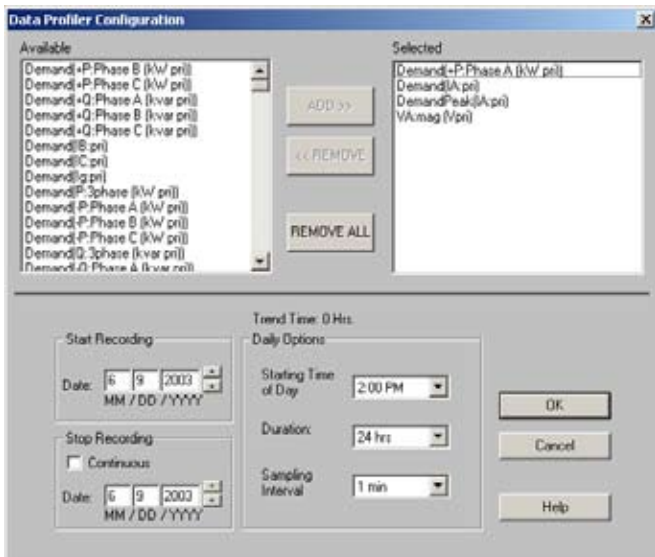 Data Profiler Configuration
Available
Demand(+P:Phase B (kW pri))
Demand(+P:Phase C (kW pri))
Demand(+Q:Phase A (kvar pri))
Demand(+Q:Phase B (kvar pri))
Demand(+Q:Phase C (kvar pri))
Demand(IB:pri)
Demand(IC:pri)
Demand(Ig:pri)
Demand(P:3phase (kW pri))
Demand(-P:Phase A (kW pri))
Demand(-P:Phase B (kW pri))
Demand(-P:Phase C (kW pri))
Demand(Q:3phase (kvar pri))
Demand(-Q:Phase A (kvar pri))
ADD >>
<< REMOVE
REMOVE ALL
Selected
Demand(+P:Phase A (kW pri))
Demand(IA:pri)
DemandPeak(IA:pri)
VA:mag (Vpri)
Trend Time: 0 Hrs.
Start Recording
Date: 6 9 2003
MM / DD / YYYY
Stop Recording
Continuous
Date: 6 9 2003
MM / DD / YYYY
Daily Options
Starting Time
of Day
2:00 PM
Duration:
24 hrs
Sampling
Interval
1 min
OK
Cancel
Help